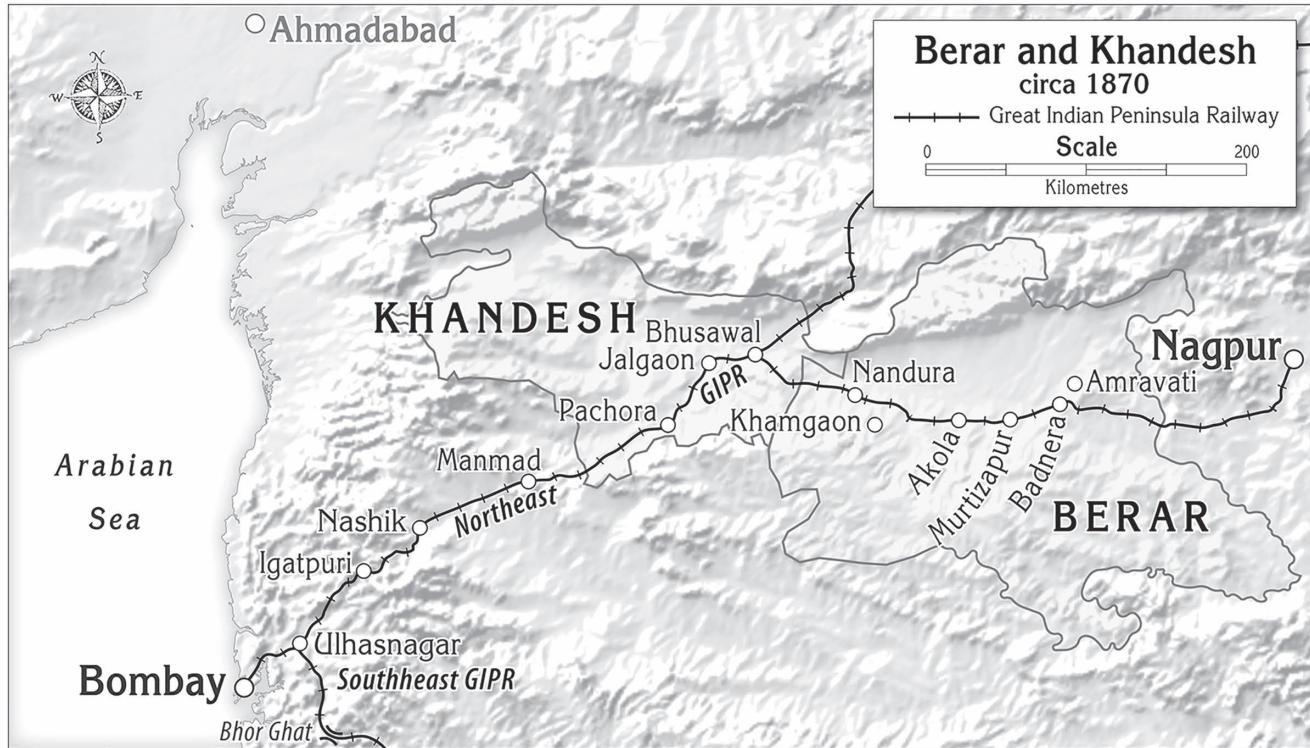 Ahmadabad
N
W E
S
Berar and Khandesh
circa 1870
Great Indian Peninsula Railway
Scale
0 200
Kilometres
KHANDESH
Bhusawal
Jalgaon
GIPR
Nagpur
Nandura
Amravati
Pachora
Khamgaon
Manmad
Akola
Murtizapur
Badnera
Arabian
Sea
Northeast
BERAR
Nashik
Igatpuri
Ulhasnagar
Southheast GIPR
Bombay
Bhor Ghat